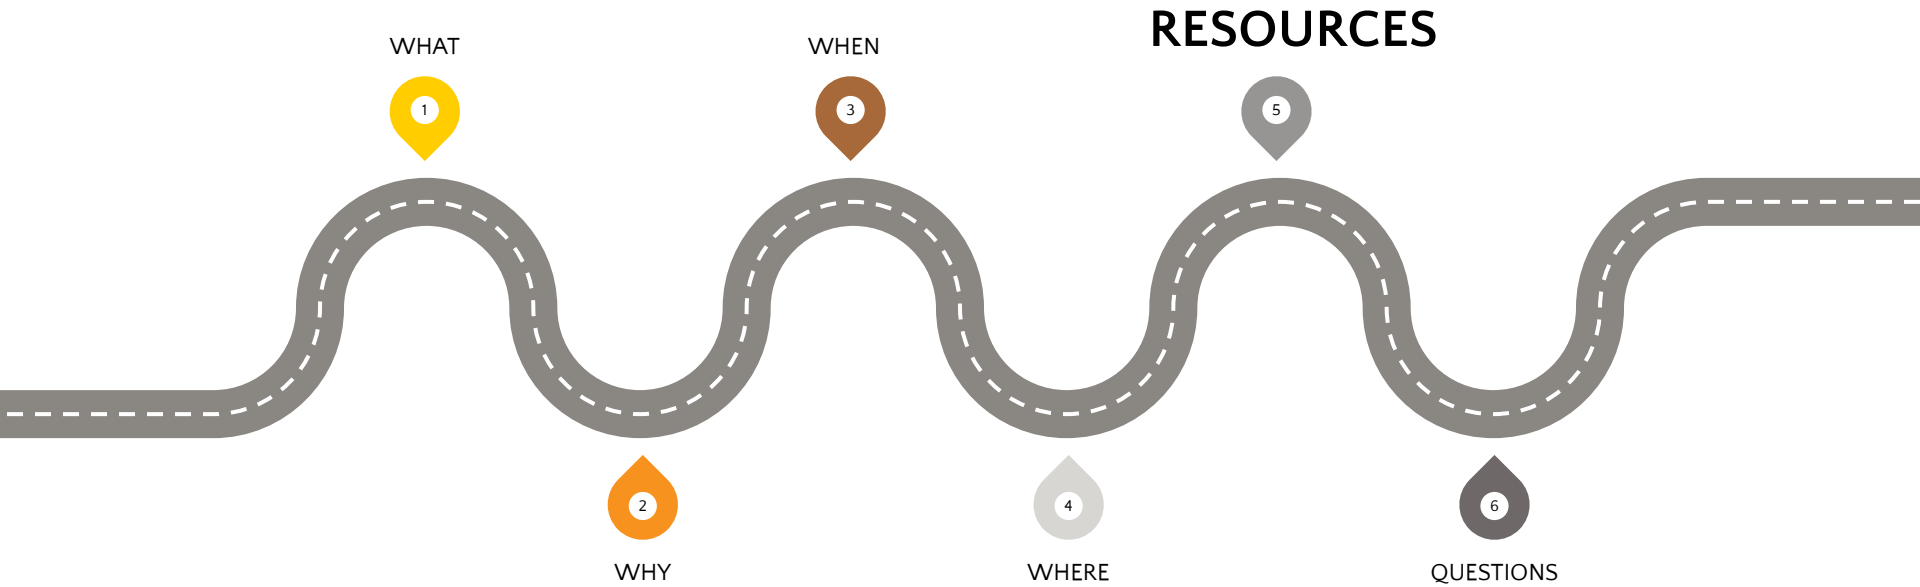 WHAT
1
2
WHY
WHEN
3
4
WHERE
RESOURCES
5
6
QUESTIONS